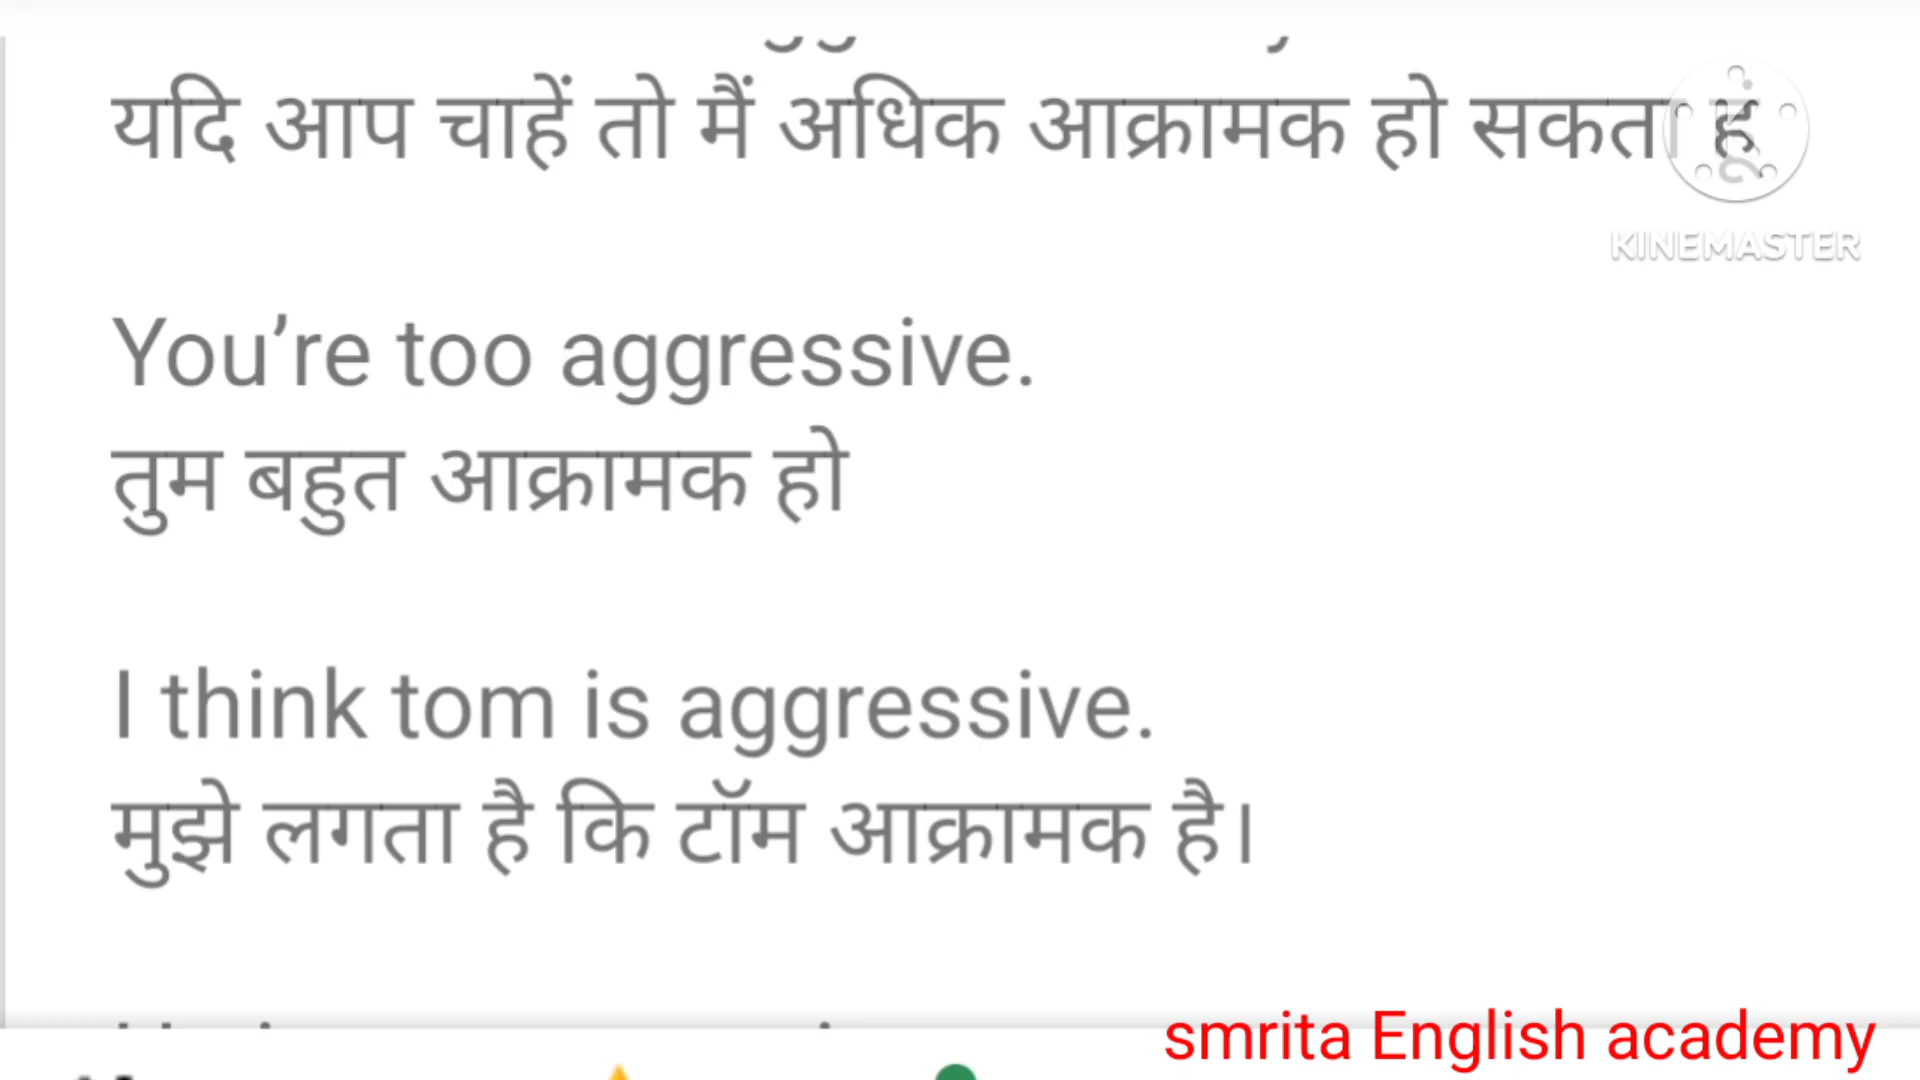 यदि आप चाहें तो मैं अधिक आक्रामक हो सकता हूं
KINEMASTER
You’re too aggressive.
तुम बहुत आक्रामक हो
I think tom is aggressive.
मुझे लगता है कि टॉम आक्रामक है।
smrita English academy